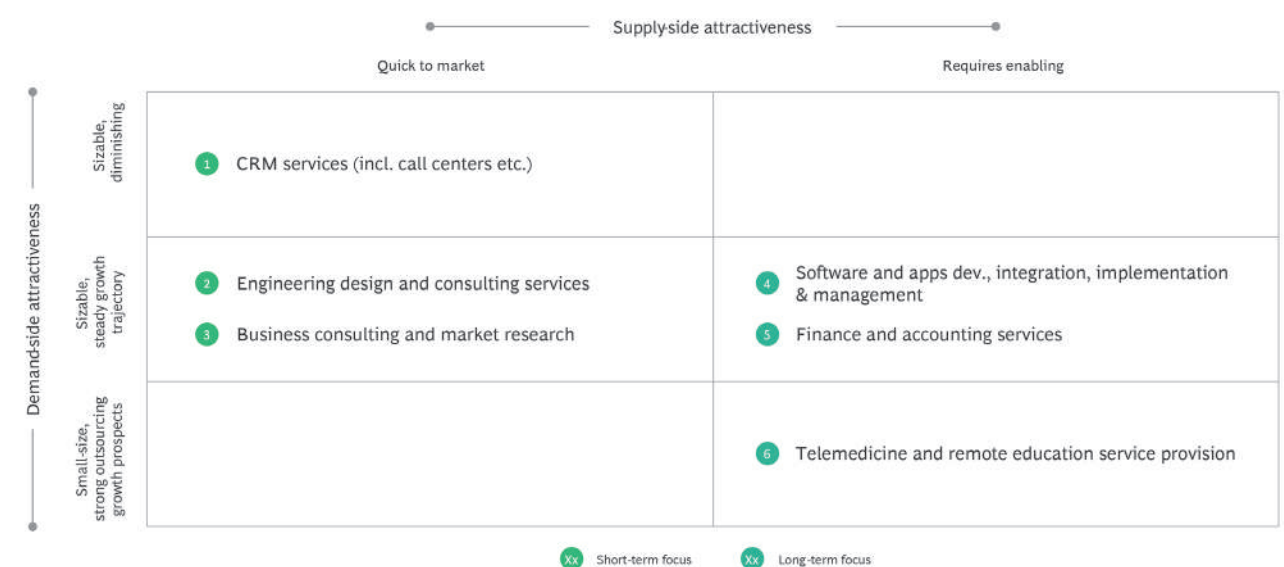 Supply-side attractiveness
Quick to market
Requires enabling
Demand-side attractiveness
Sizable,
diminishing
1 CRM services (incl. call centers etc.)
Sizable,
steady growth
trajectory
2 Engineering design and consulting services
3 Business consulting and market research
4 Software and apps dev., integration, implementation
& management
5 Finance and accounting services
Small-size,
strong outsourcing
growth prospects
6 Telemedicine and remote education service provision
Xx Short-term focus
Xx Long-term focus